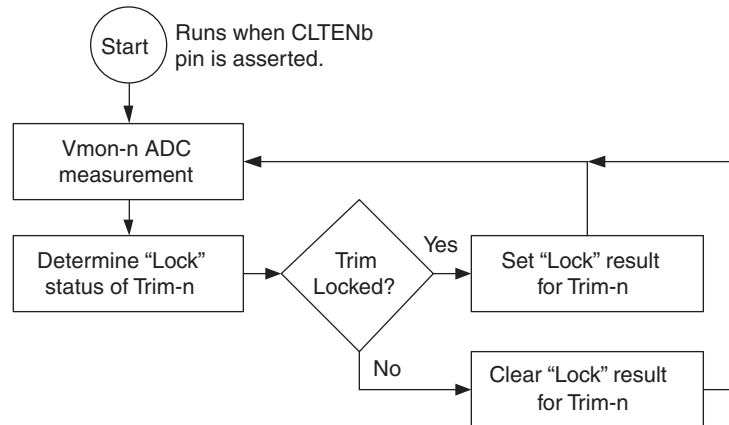 Start
Runs when CLTENb
pin is asserted.
Vmon-n ADC
measurement
Determine “Lock”
status of Trim-n
Trim
Locked?
Yes
Set “Lock” result
for Trim-n
No
Clear “Lock” result
for Trim-n